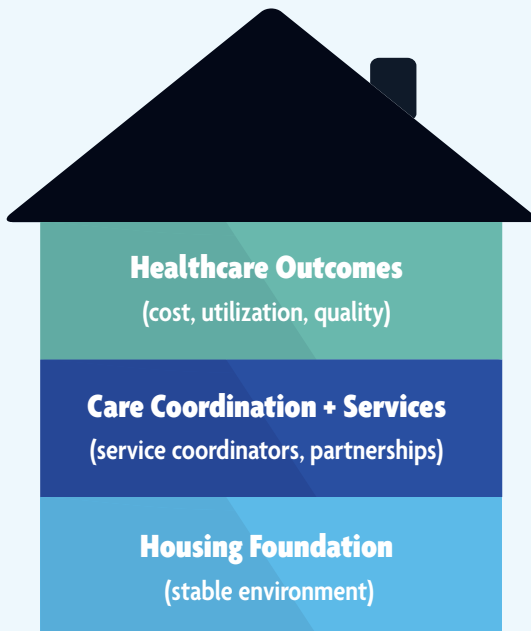 Healthcare Outcomes
(cost, utilization, quality)
Care Coordination + Services
(service coordinators, partnerships)
Housing Foundation
(stable environment)